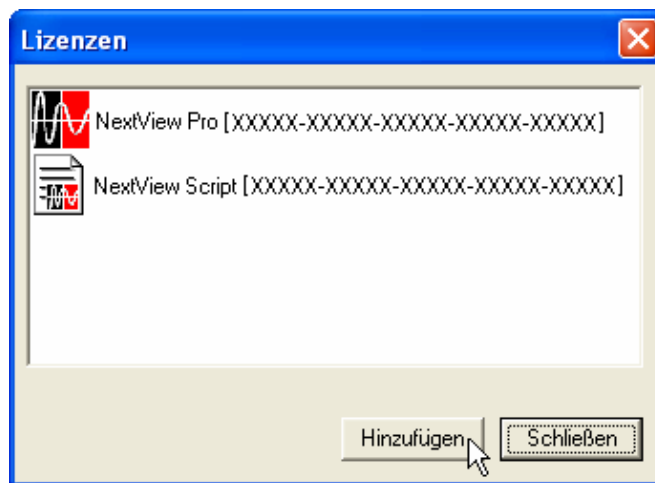 Lizenzen
NextView Pro [XXXXX-XXXXX-XXXXX-XXXXX-XXXXX]
NextView Script [XXXXX-XXXXX-XXXXX-XXXXX-XXXXX]
Hinzufügen
Schließen